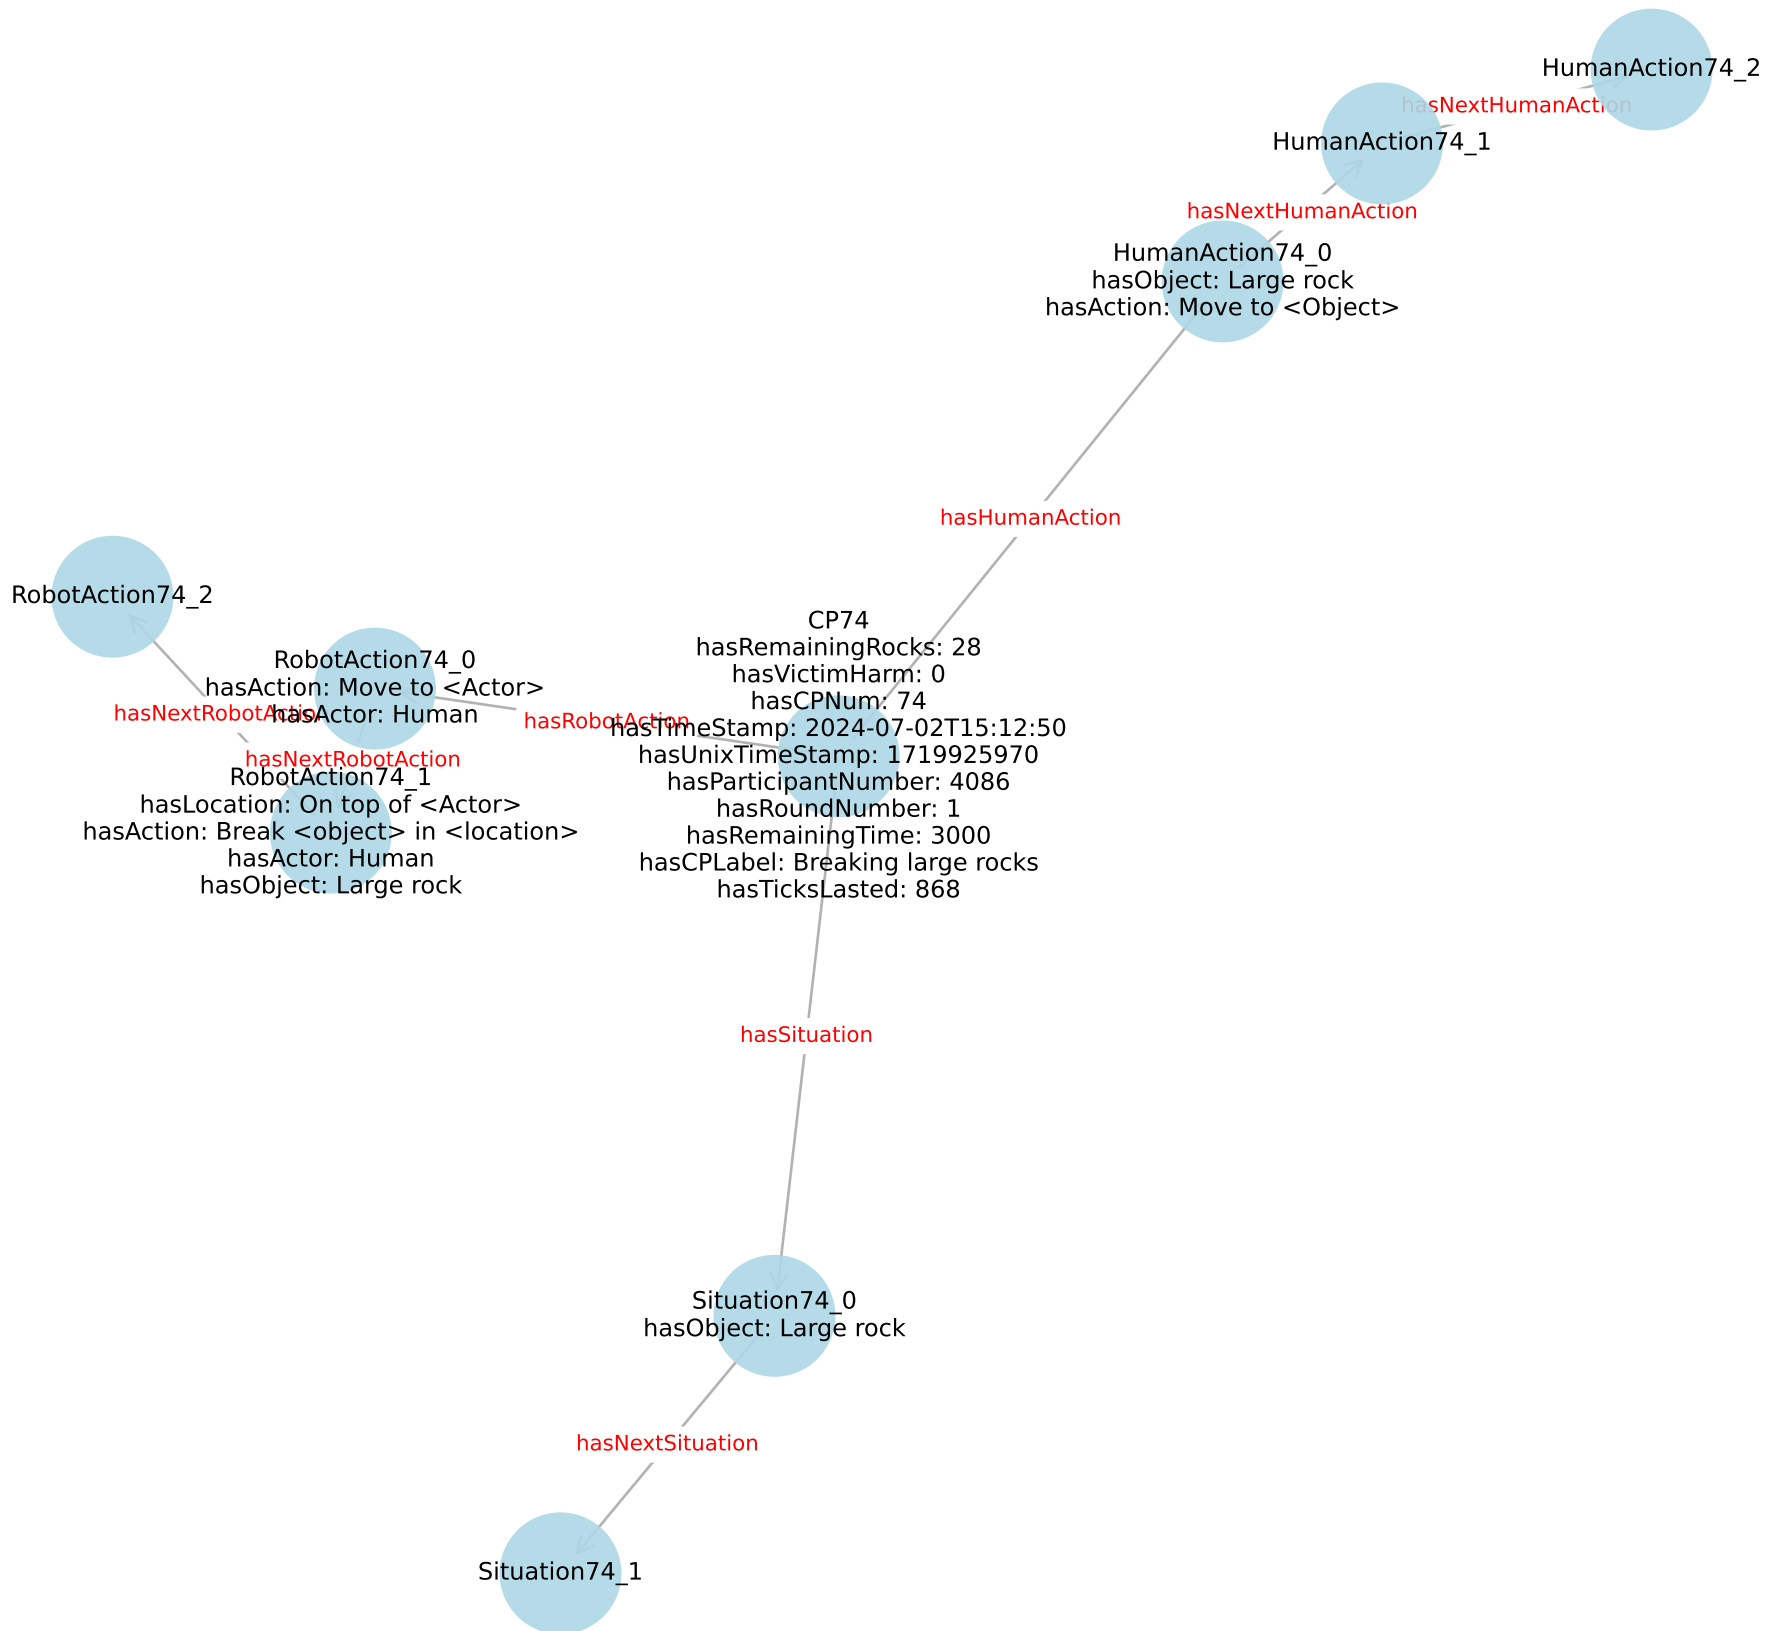 HumanAction74_2
hasNextHumanAction
HumanAction74_1
hasNextHumanAction
HumanAction74_0
hasObject: Large rock
hasAction: Move to <Object>
hasHumanAction
RobotAction74_2
CP74
hasRemainingRocks: 28
hasVictimHarm: 0
hasCPNum: 74
hasTimeStamp: 2024-07-02T15:12:50
hasUnixTimeStamp: 1719925970
hasParticipantNumber: 4086
hasRoundNumber: 1
hasRemainingTime: 3000
hasCPLabel: Breaking large rocks
hasTicksLasted: 868
RobotAction74_0
hasAction: Move to <Actor>
hasActor: Human
hasNextRobotAction
hasRobotAction
hasNextRobotAction
RobotAction74_1
hasLocation: On top of <Actor>
hasAction: Break <object> in <location>
hasActor: Human
hasObject: Large rock
hasSituation
Situation74_0
hasObject: Large rock
hasNextSituation
Situation74_1